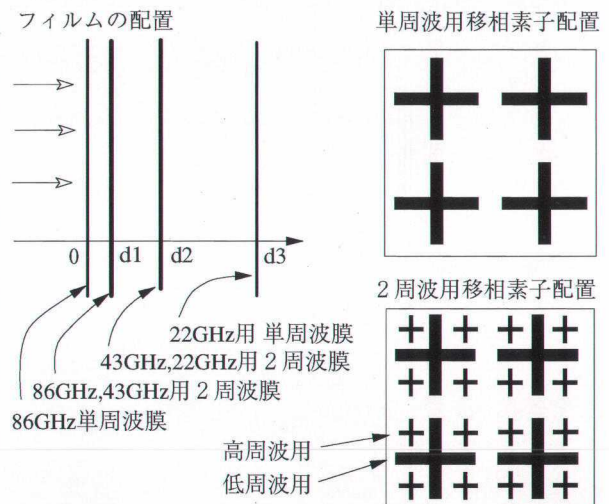 フィルムの配置
0
d1
d2
d3
22GHz用 単周波膜
43GHz,22GHz用２周波膜
86GHz,43GHz用２周波膜
86GHz単周波膜
単周波用移相素子配置
２周波用移相素子配置
高周波用
低周波用